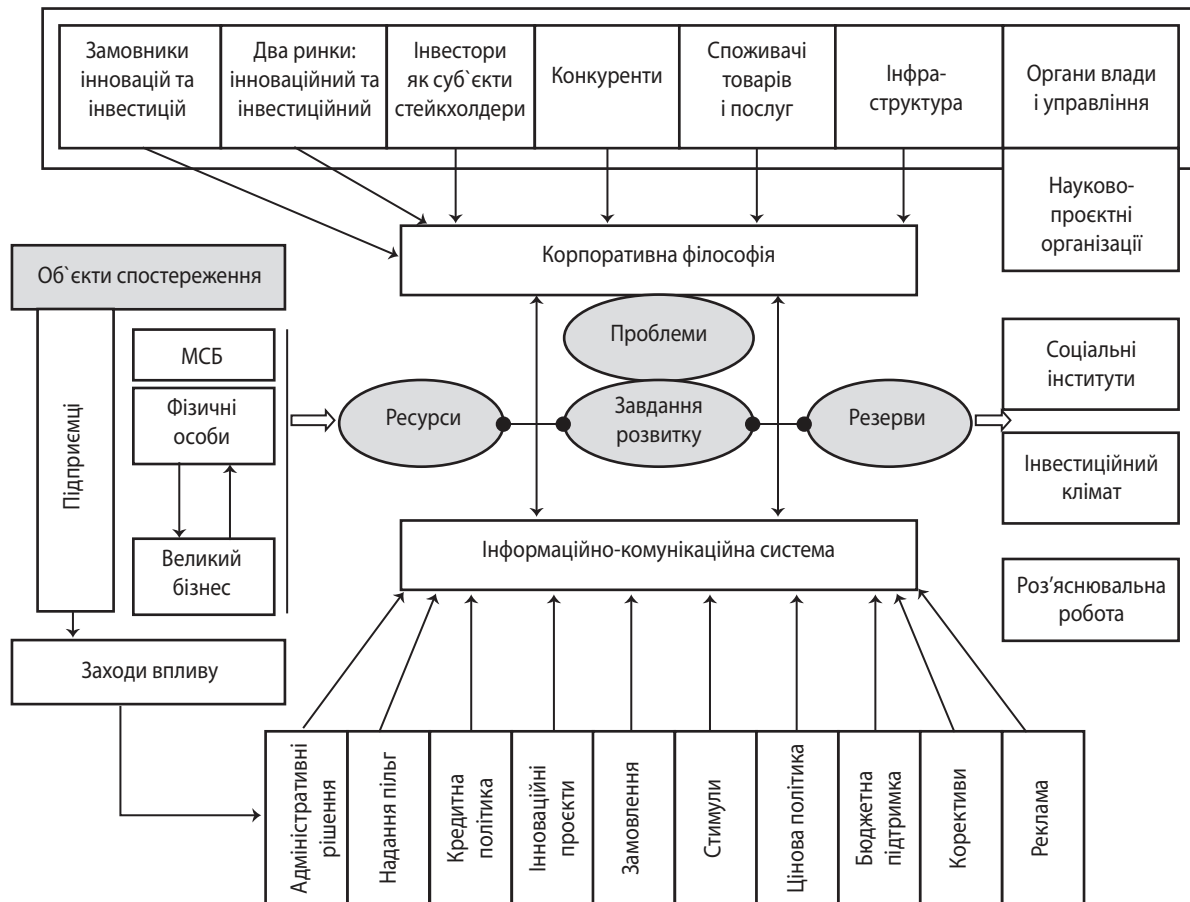 Замовники
інновацій та
інвестицій
Два ринки:
інноваційний та
інвестиційний
Інвестори
як суб`єкти
стейкхолдери
Конкуренти
Споживачі
товарів
і послуг
Інфра-
структура
Органи влади
і управління
Науково-
проєктні
організації
Корпоративна філософія
Об`єкти спостереження
Підприємці
МСБ
Фізичні
особи
Великий
бізнес
Проблеми
Ресурси
Завдання
розвитку
Резерви
Соціальні
інститути
Інвестиційний
клімат
Роз’яснювальна
робота
Інформаційно-комунікаційна система
Заходи впливу
Адміністративні
рішення
Надання пільг
Кредитна
політика
Інноваційні
проєкти
Замовлення
Стимули
Цінова політика
Бюджетна
підтримка
Корективи
Реклама